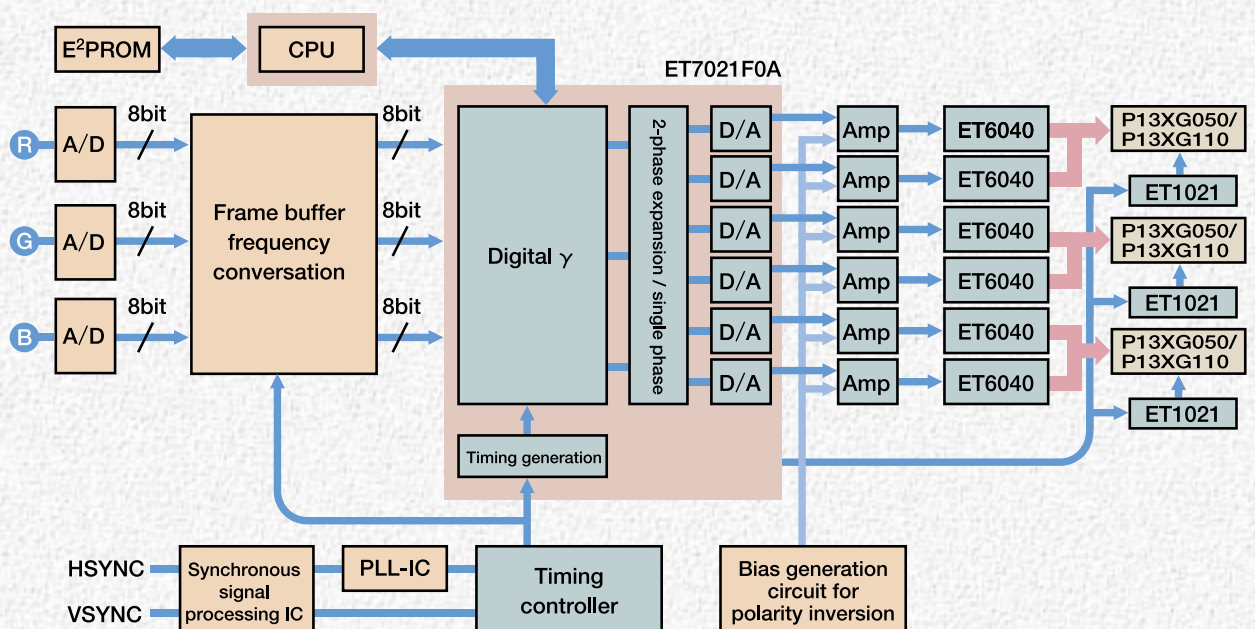 E²PROM
CPU
ET7021F0A
R
A/D
8bit
G
A/D
8bit
B
A/D
8bit
Frame buffer
frequency
conversation
8bit
8bit
8bit
Digital γ
Timing generation
2-phase expansion / single phase
D/A
D/A
D/A
D/A
D/A
D/A
Amp
Amp
Amp
Amp
Amp
Amp
ET6040
ET6040
ET6040
ET6040
ET6040
ET6040
P13XG050/
P13XG110
ET1021
P13XG050/
P13XG110
ET1021
P13XG050/
P13XG110
ET1021
HSYNC
VSYNC
Synchronous
signal
processing IC
PLL-IC
Timing
controller
Bias generation
circuit for
polarity inversion